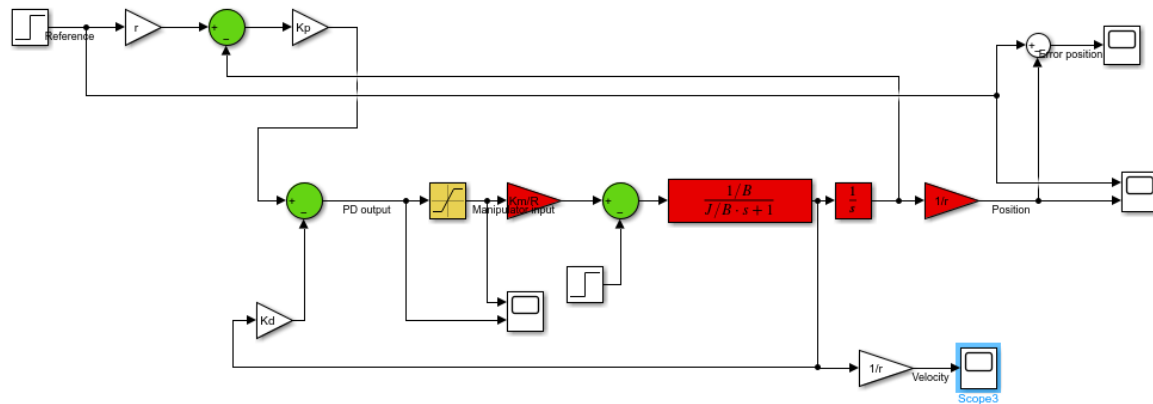 Reference
r
+
−
Kp
+
−
Error position
+
−
PD output
Manipulator input
Km/R
+
−
1/B
J/B · s + 1
1
s
1/r
Position
Kd
1/r
Velocity
Scope3